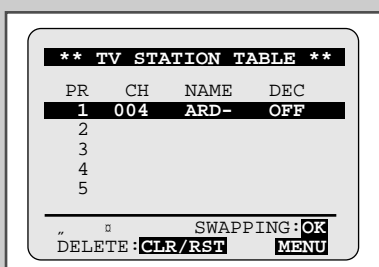 ** TV STATION TABLE **
PR CH NAME DEC
1 004 ARD- OFF
2
3
4
5
„ ¤ SWAPPING:OK
DELETE:CLR/RST MENU